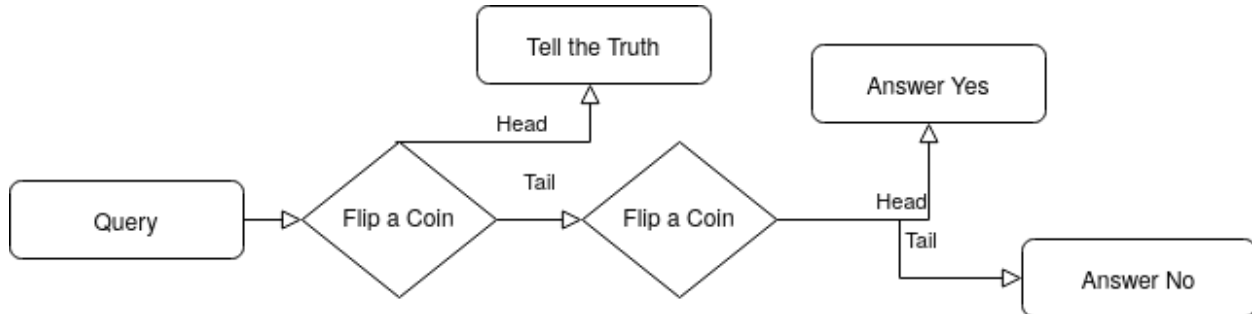 Query
Flip a Coin
Head
Tell the Truth
Tail
Flip a Coin
Head
Answer Yes
Tail
Answer No